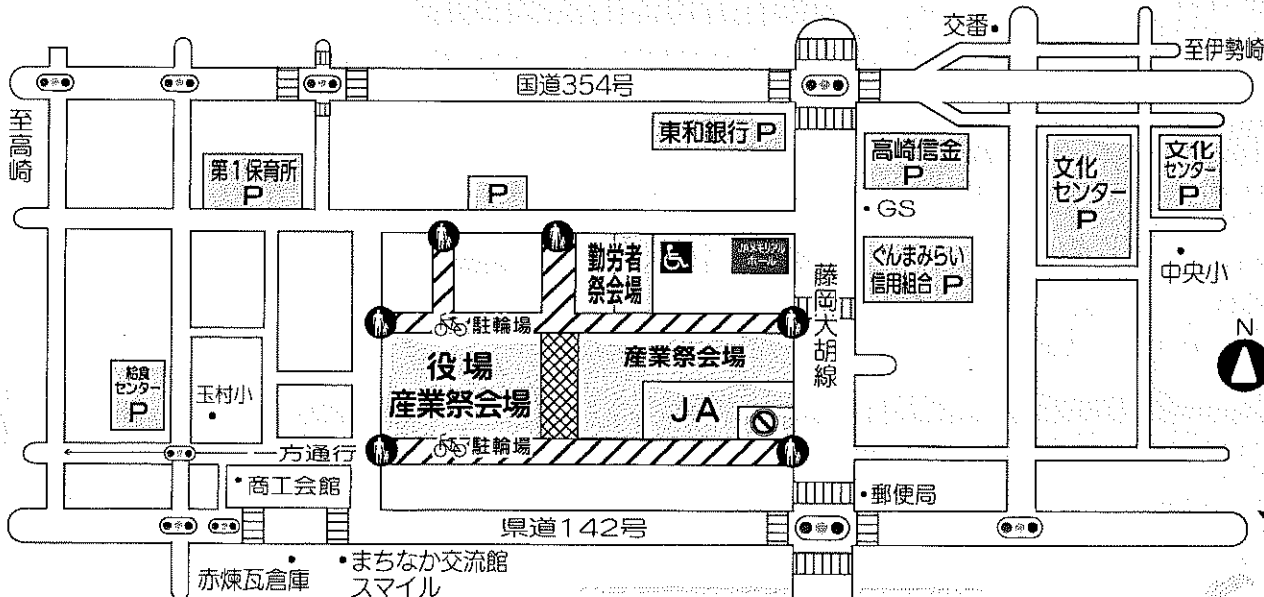 交番
至伊勢崎
国道354号
至高崎
東和銀行 P
高崎信金
P
文化
センター
P
文化
センター
P
第1保育所
P
P
GS
勤労者
祭会場
ぐんまみらい
信用組合 P
中央小
藤岡大胡線
N
駐輪場
役場
産業祭会場
産業祭会場
給食
センター
P
玉村小
JA
駐輪場
一方通行
商工会館
郵便局
県道142号
赤煉瓦倉庫
まちなか交流館
スマイル